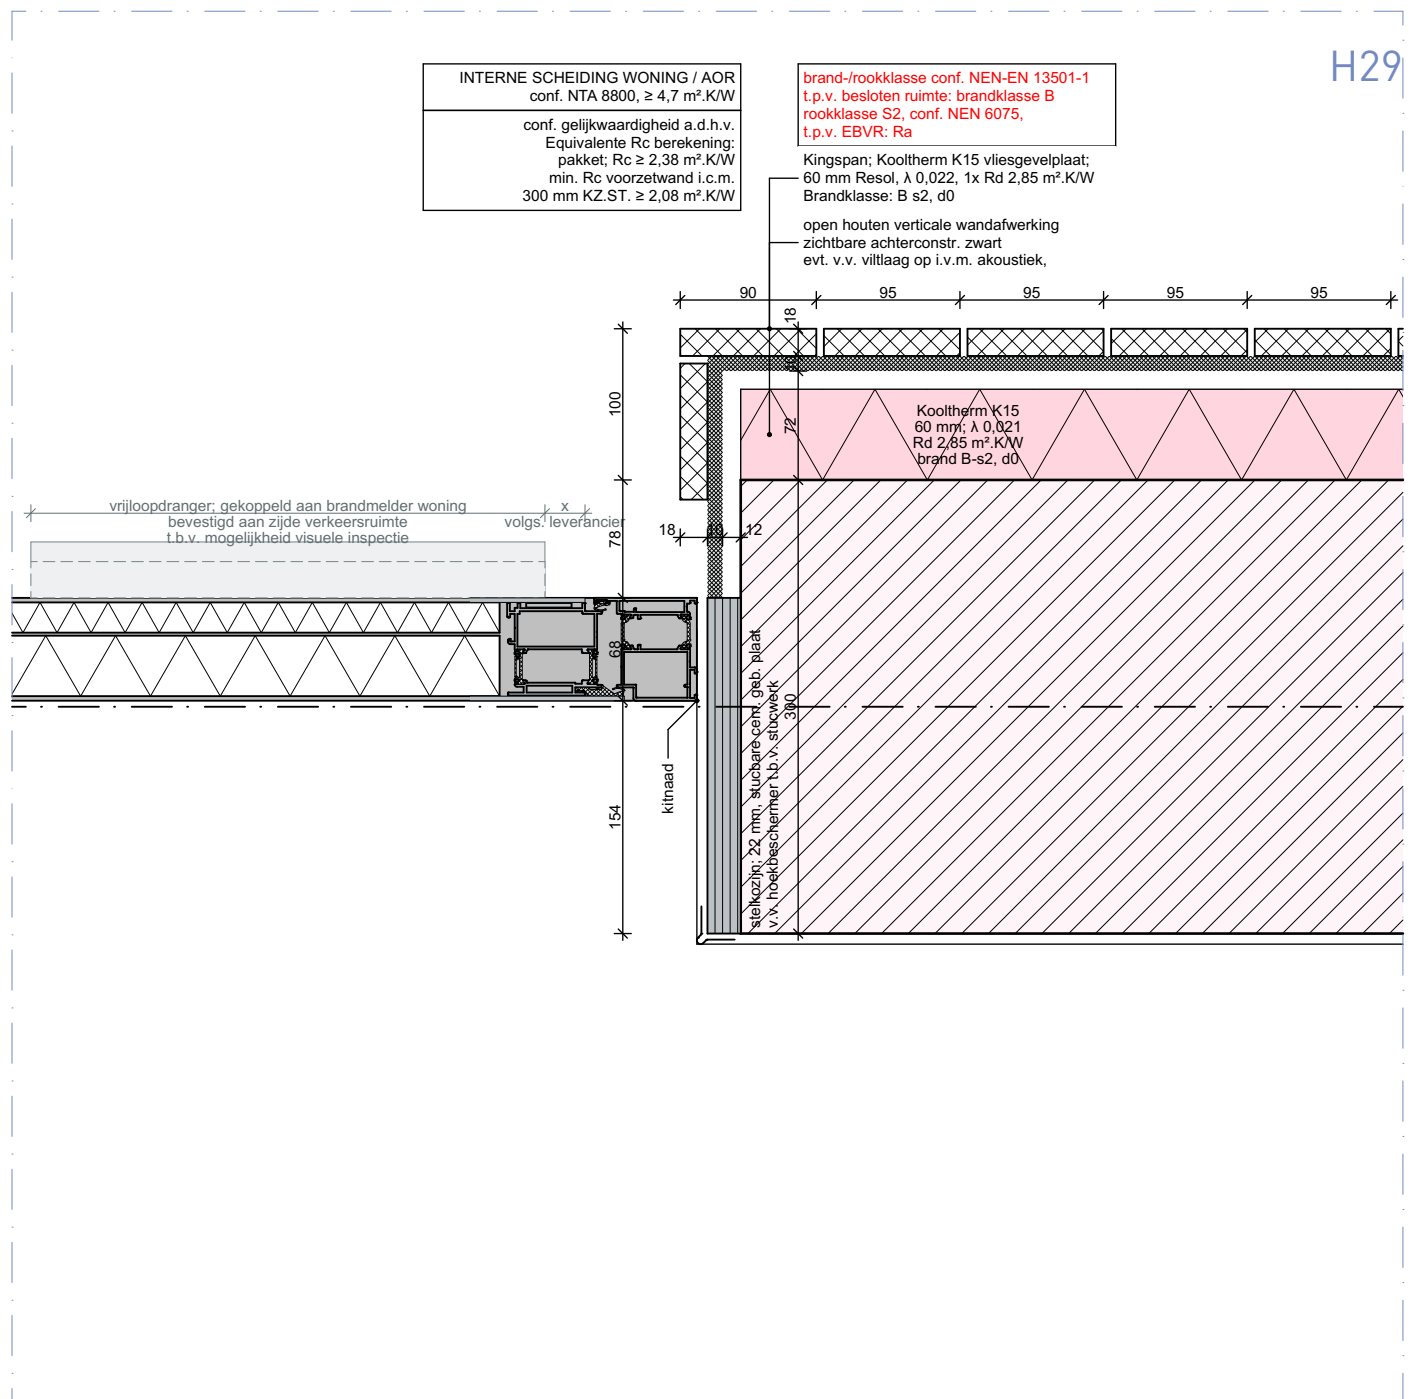 H29
INTERNE SCHEIDING WONING / AOR
conf. NTA 8800, ≥ 4,7 m².K/W
conf. gelijkwaardigheid a.d.h.v.
Equivalente Rc berekening:
pakket; Rc ≥ 2,38 m².K/W
min. Rc voorzetwand i.c.m.
300 mm KZ.ST. ≥ 2,08 m².K/W
brand-/rookklasse conf. NEN-EN 13501-1
t.p.v. besloten ruimte: brandklasse B
rookklasse S2, conf. NEN 6075,
t.p.v. EBVR: Ra
Kingspan; Kooltherm K15 vliesgevelplaat;
60 mm Resol, λ 0,022, 1x Rd 2,85 m².K/W
Brandklasse: B s2, d0
open houten verticale wandafwerking
zichtbare achterconstr. zwart
evt. v.v. viltlaag op i.v.m. akoustiek,
90
95
95
95
95
18
10
72
300
100
78
68
154
Kooltherm K15
60 mm; λ 0,021
Rd 2,85 m².K/W
brand B-s2, d0
vrijloopdranger; gekoppeld aan brandmelder woning
bevestigd aan zijde verkeersruimte
t.b.v. mogelijkheid visuele inspectie
x
volgs. leverancier
18
10
12
kitnaad
stelkozijn; 22 mm, stucbare cem. geb. plaat
v.v. hoekbeschermer t.b.v. stucwerk